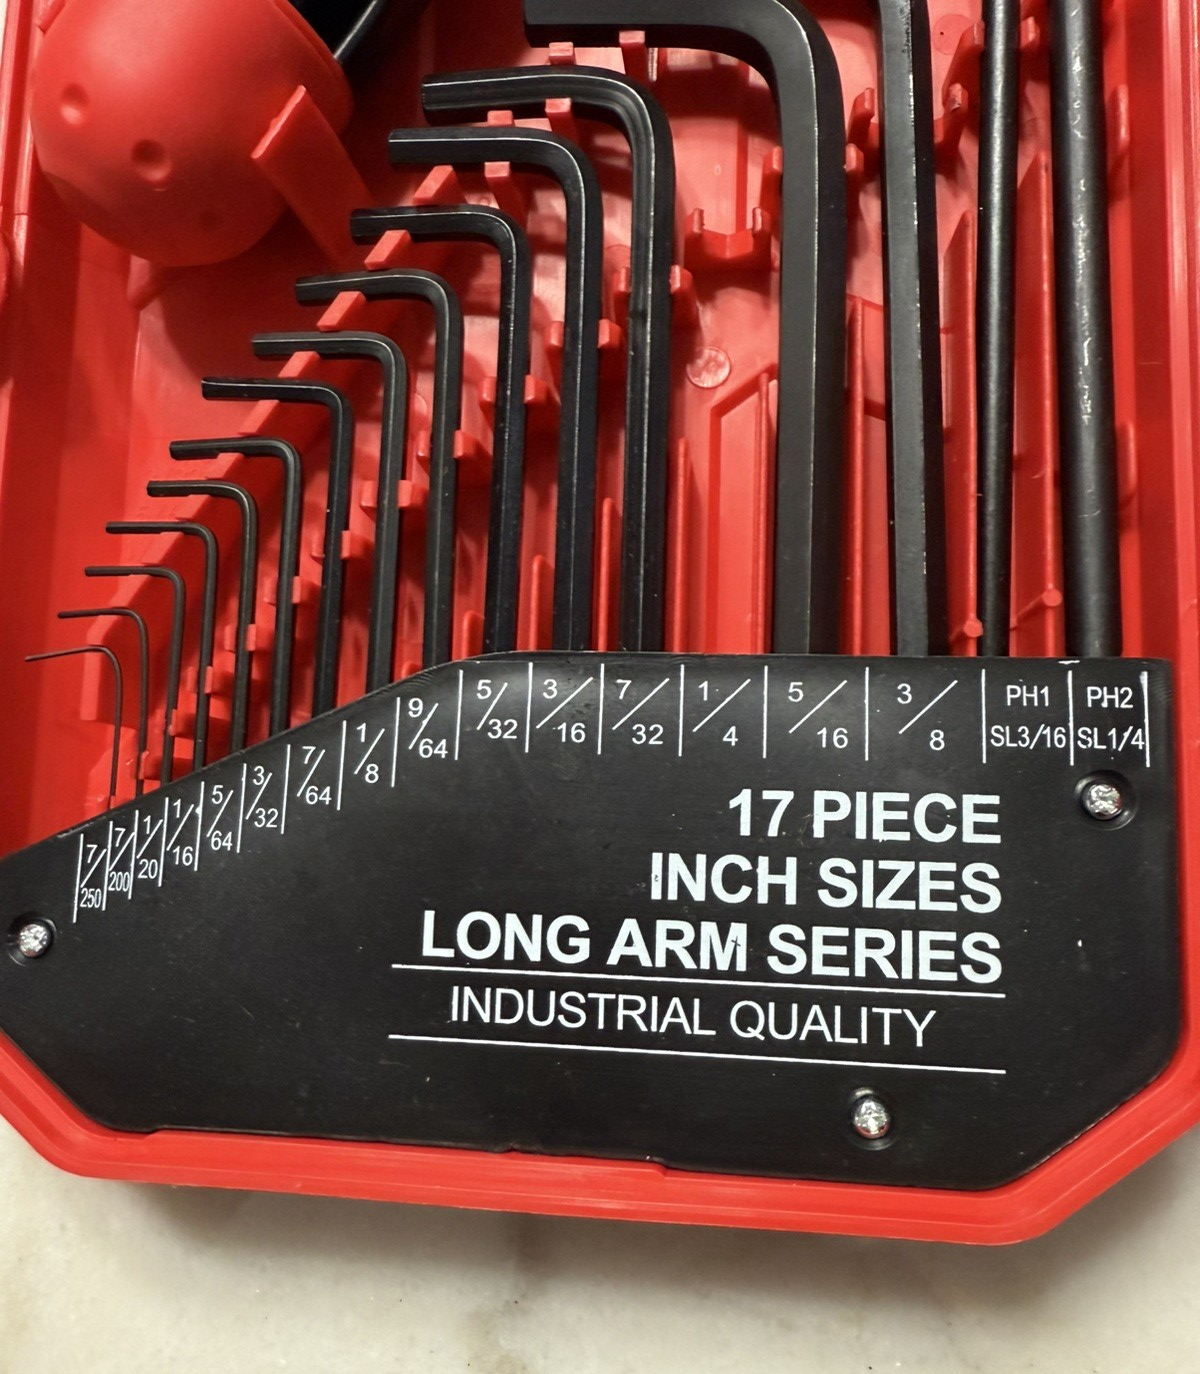 7/250 7/200 1/20 1/16 5/64 3/32 7/64 1/8 9/64 5/32 3/16 7/32 1/4 5/16 3/8 PH1 PH2
SL3/16 SL1/4
17 PIECE
INCH SIZES
LONG ARM SERIES
INDUSTRIAL QUALITY